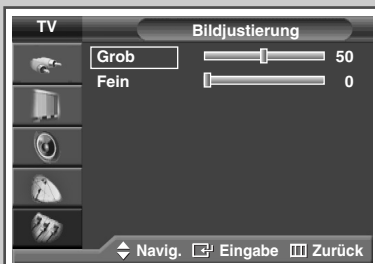 TV Bildjustierung
Grob 50
Fein 0
Navig. Eingabe Zurück